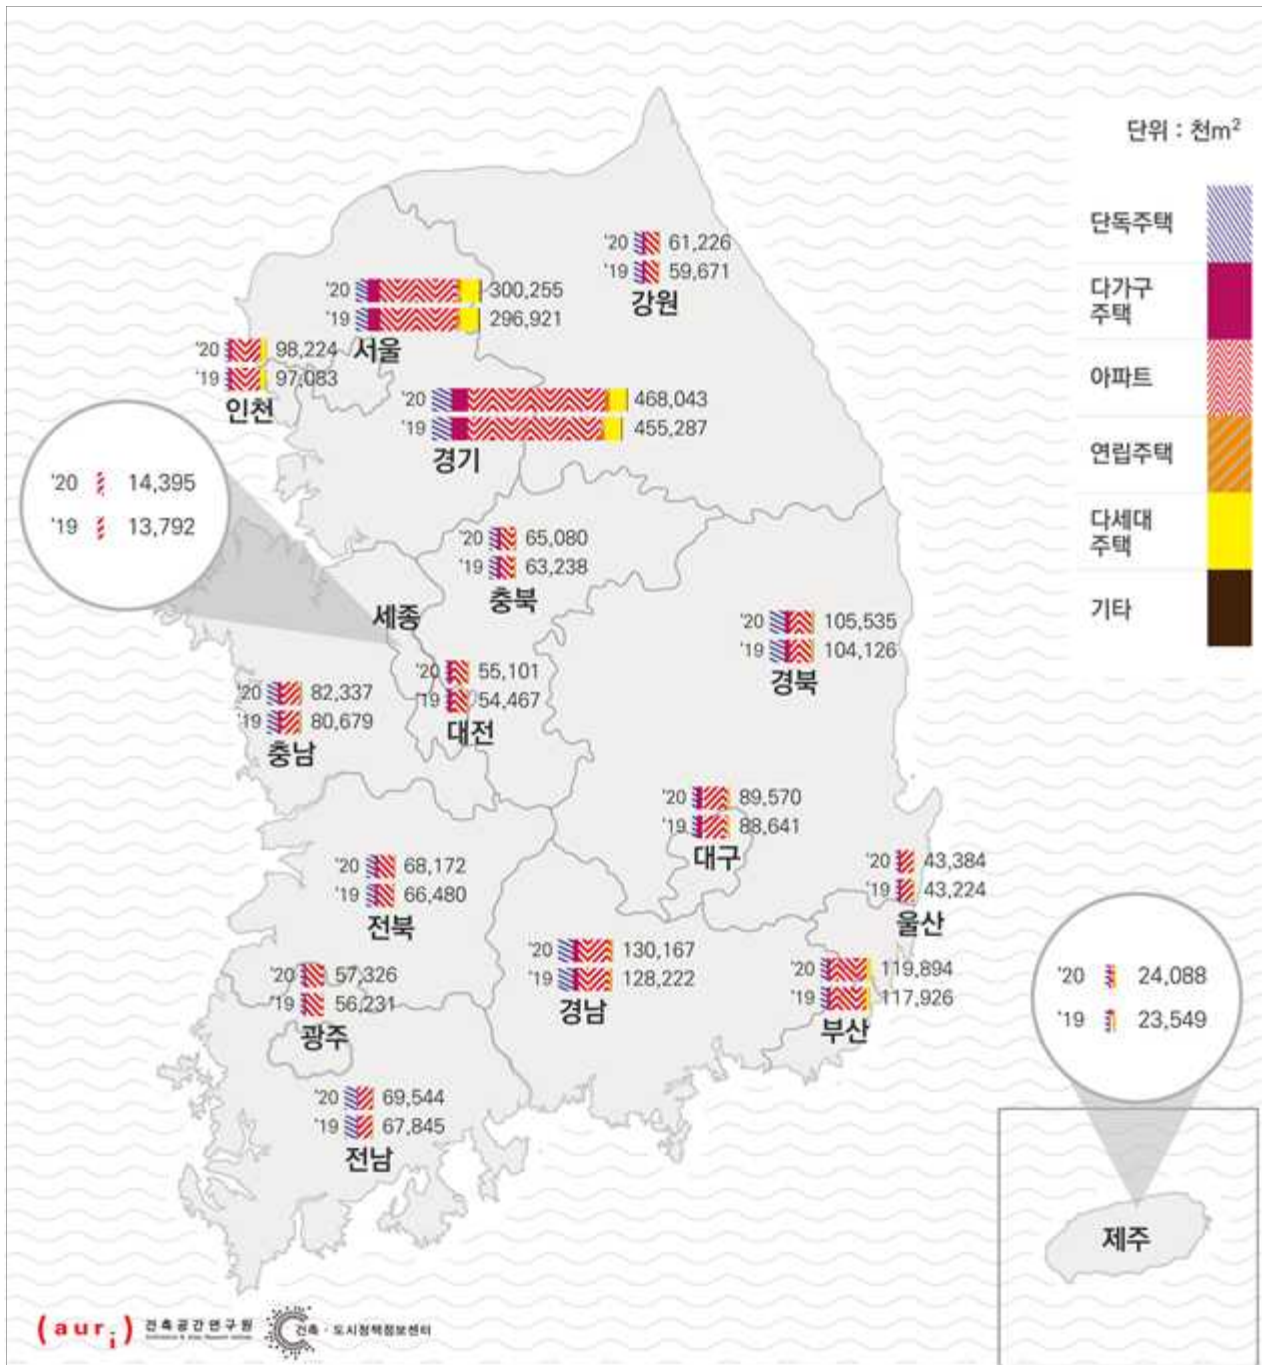 단위 : 천m²
단독주택
다가구
주택
아파트
연립주택
다세대
주택
기타
'20 61,226
'19 59,671
강원
'20 300,255
'19 296,921
서울
'20 98,224
'19 97,083
인천
'20 468,043
'19 455,287
경기
'20 14,395
'19 13,792
세종
'20 65,080
'19 63,238
충북
'20 105,535
'19 104,126
경북
'20 55,101
'19 54,467
대전
'20 82,337
'19 80,679
충남
'20 89,570
'19 88,641
대구
'20 43,384
'19 43,224
울산
'20 68,172
'19 66,480
전북
'20 130,167
'19 128,222
경남
'20 119,894
'19 117,926
부산
'20 57,326
'19 56,231
광주
'20 69,544
'19 67,845
전남
'20 24,088
'19 23,549
제주
(auri) 건축공간연구원
건축·도시정책정보센터